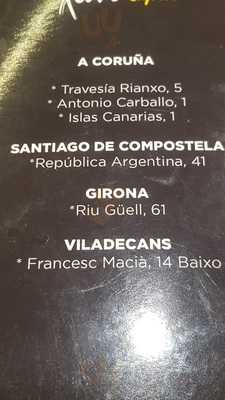 A CORUÑA
* Travesía Rianxo, 5
* Antonio Carballo, 1
* Islas Canarias, 1
SANTIAGO DE COMPOSTELA
*República Argentina, 41
GIRONA
*Riu Güell, 61
VILADECANS
* Francesc Macià, 14 Baixo